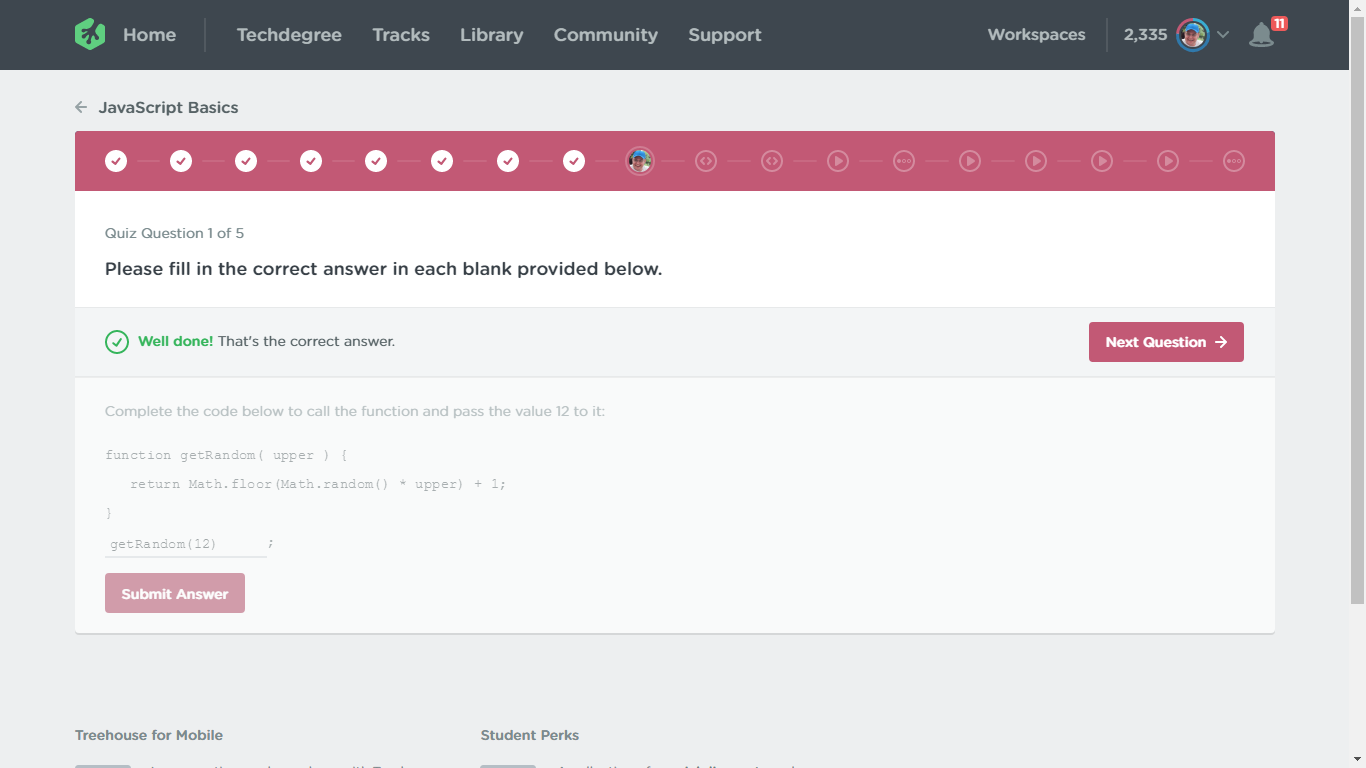 Home Techdegree Tracks Library Community Support Workspaces 2,335 11
JavaScript Basics
Quiz Question 1 of 5
Please fill in the correct answer in each blank provided below.
Well done! That's the correct answer.
Next Question
Complete the code below to call the function and pass the value 12 to it:
function getRandom( upper ) {
return Math.floor(Math.random() * upper) + 1;
}
getRandom(12) ;
Submit Answer
Treehouse for Mobile Student Perks